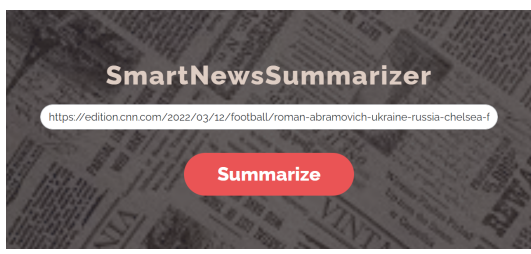 SmartNewsSummarizer
https://edition.cnn.com/2022/03/12/football/roman-abramovich-ukraine-russia-chelsea-f
Summarize